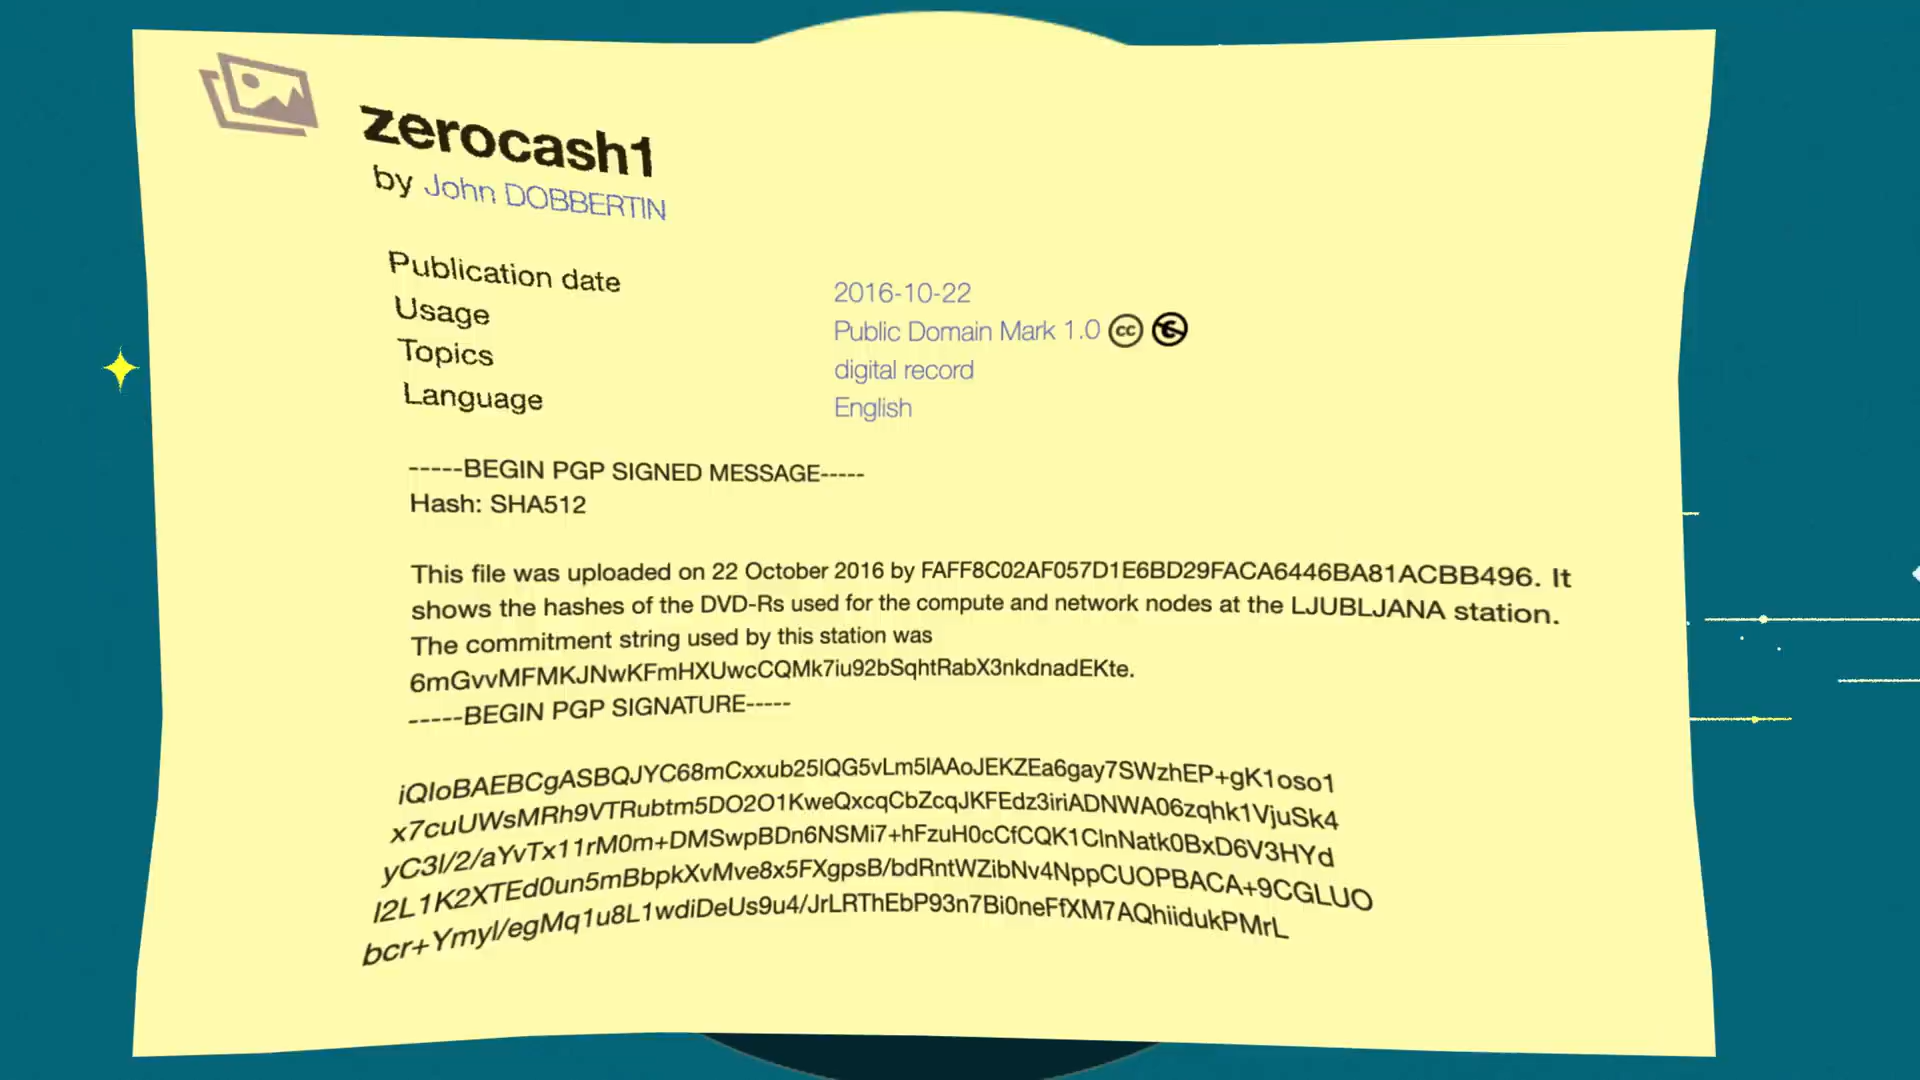 zerocash1
by John DOBBERTIN
Publication date 2016-10-22
Usage Public Domain Mark 1.0
Topics digital record
Language English
-----BEGIN PGP SIGNED MESSAGE-----
Hash: SHA512
This file was uploaded on 22 October 2016 by FAFF8C02AF057D1E6BD29FACA6446BA81ACBB496. It
shows the hashes of the DVD-Rs used for the compute and network nodes at the LJUBLJANA station.
The commitment string used by this station was
6mGvvMFMKJNwKFmHXUwcCQMk7iu92bSqhtRabX3nkdnadEKte.
-----BEGIN PGP SIGNATURE-----
iQIoBAEBCgASBQJYC68mCxxub25lQG5vLm5lAAoJEKZEa6gay7SWzhEP+gK1oso1
x7cuUWsMRh9VTRubtm5DO2O1KweQxcqCbZcqJKFEdz3iriADNWA06zqhk1VjuSk4
yC3l/2/aYvTx11rM0m+DMSwpBDn6NSMi7+hFzuH0cCfCQK1ClnNatk0BxD6V3HYd
l2L1K2XTEd0un5mBbpkXvMve8x5FXgpsB/bdRntWZibNv4NppCUOPBACA+9CGLUO
bcr+Ymyl/egMq1u8L1wdiDeUs9u4/JrLRThEbP93n7Bi0neFfXM7AQhiidukPMrL